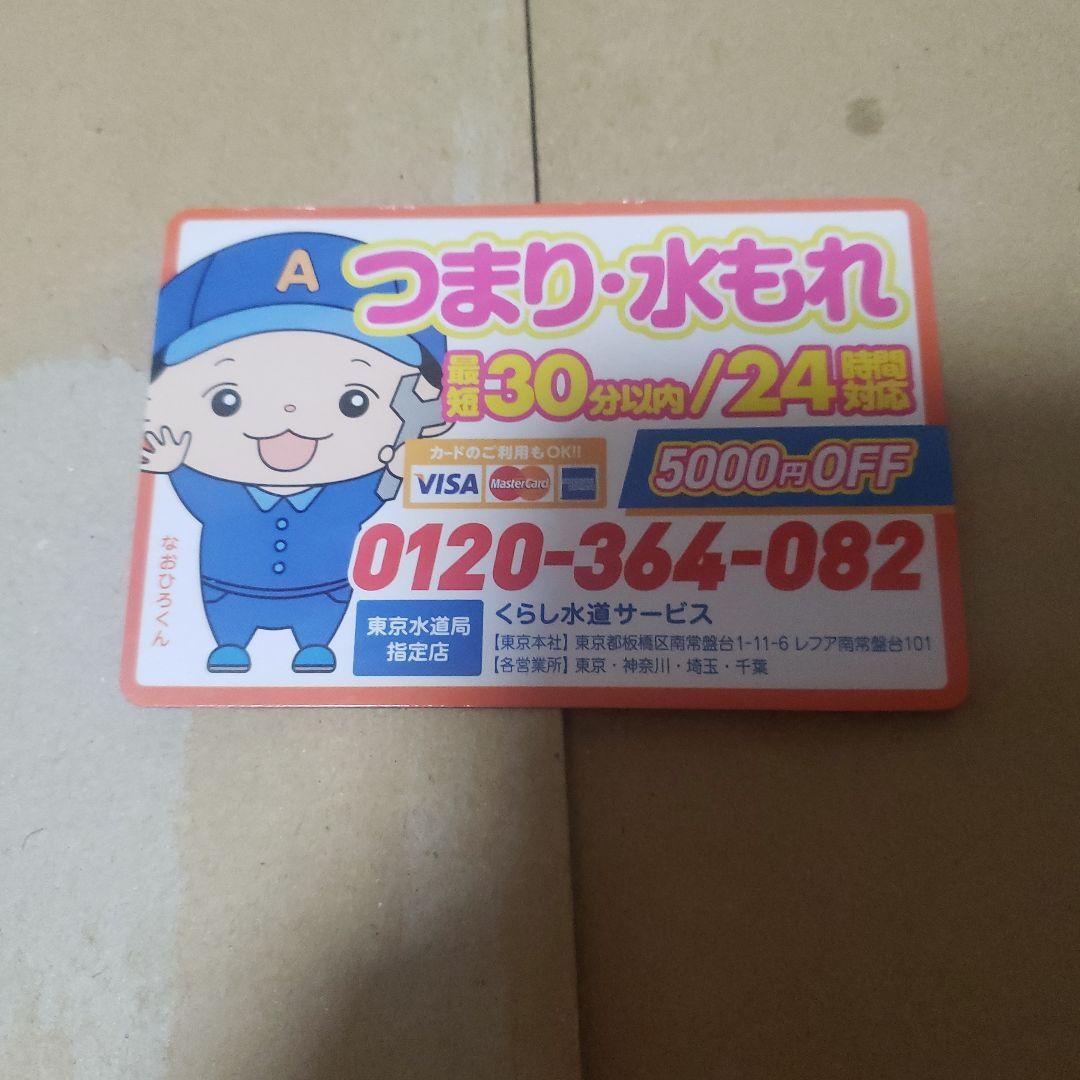 A
つまり・水もれ
最短30分以内/24時間対応
カードのご利用もOK!!
VISA MasterCard
5000円OFF
0120-364-082
なおひろくん
東京水道局
指定店
くらし水道サービス
【東京本社】東京都板橋区南常盤台1-11-6 レフア南常盤台101
【各営業所】東京・神奈川・埼玉・千葉